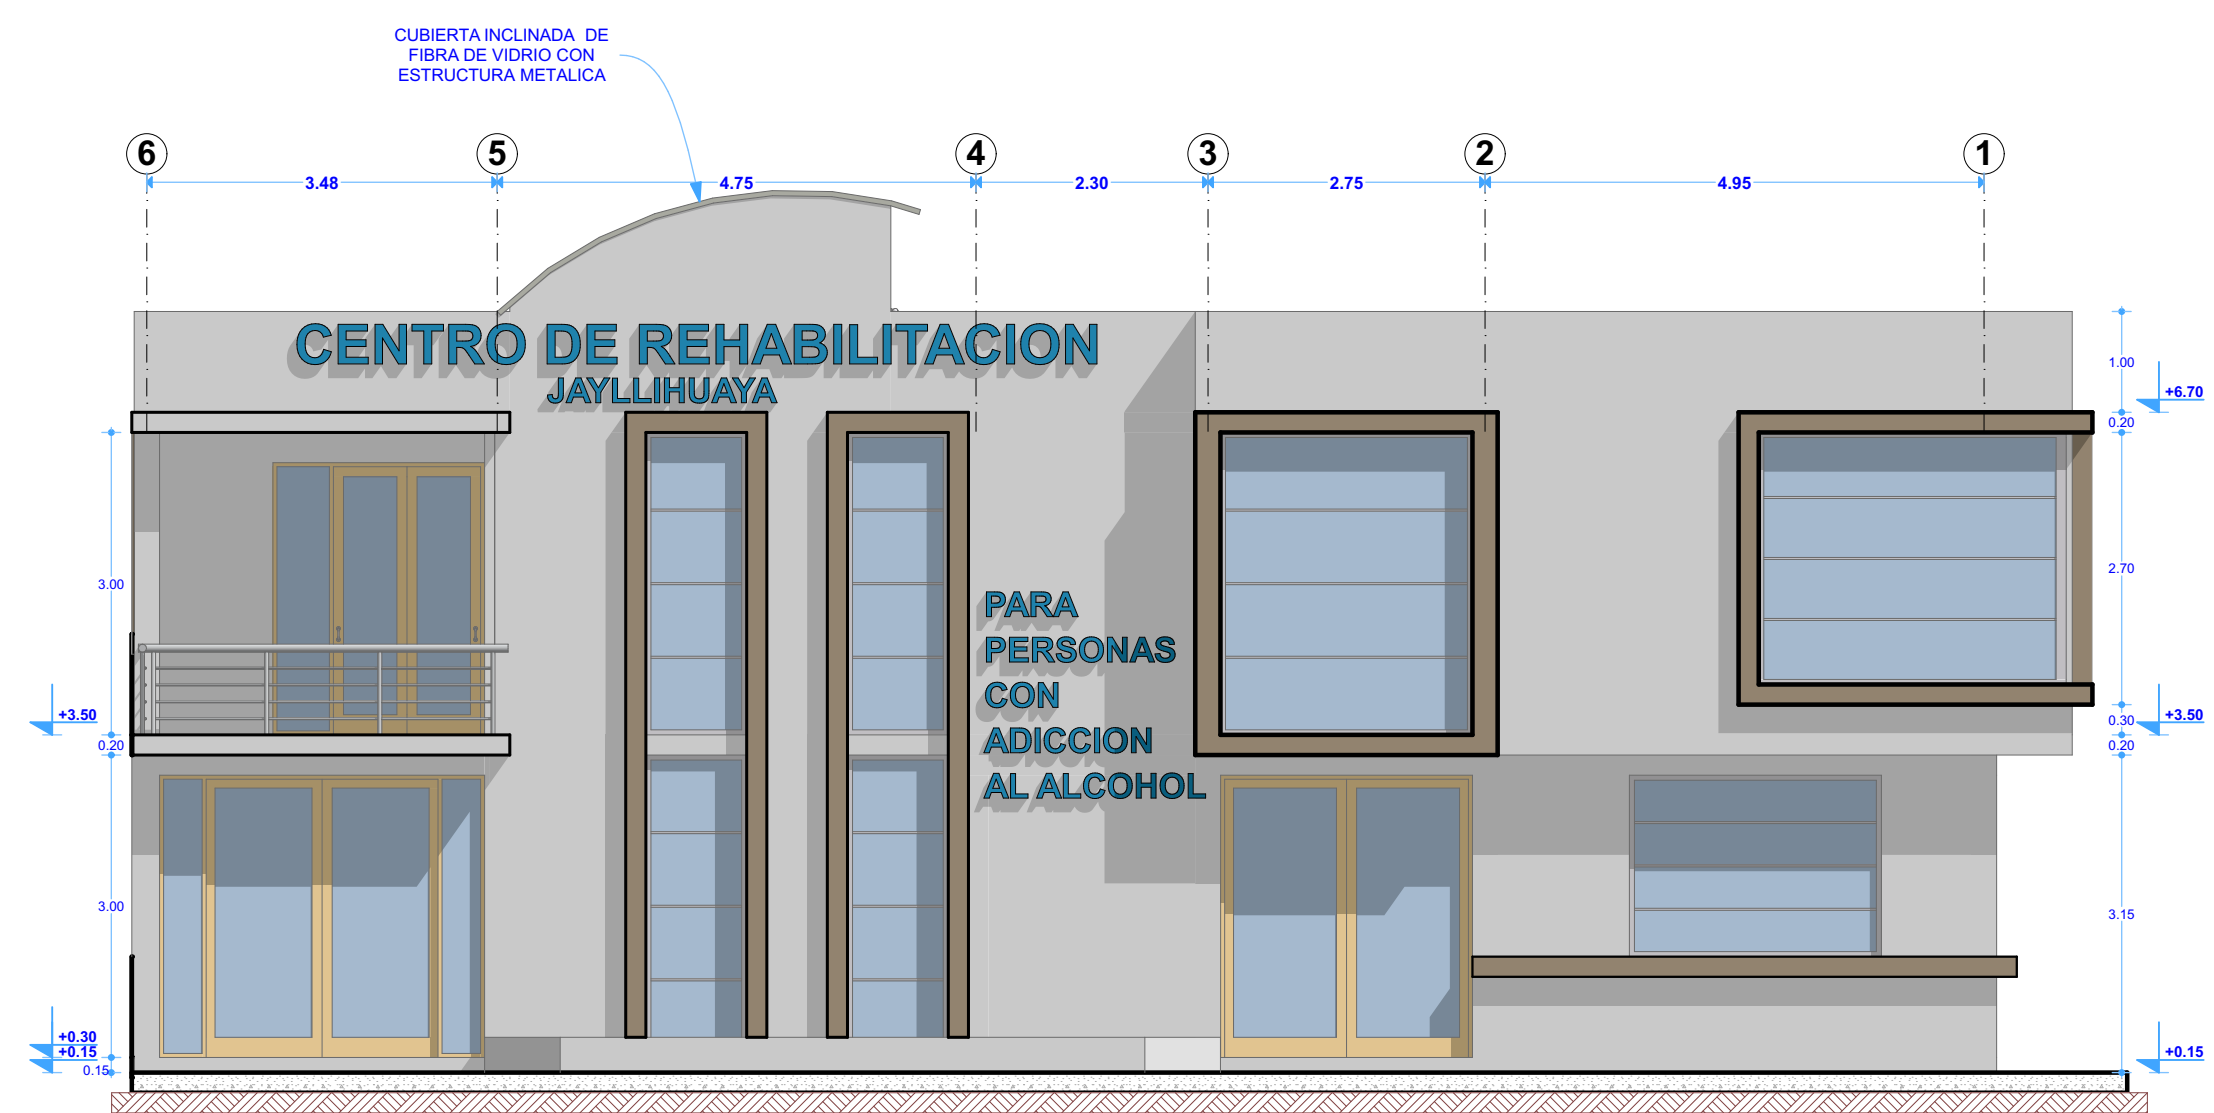 CUBIERTA INCLINADA DE
FIBRA DE VIDRIO CON
ESTRUCTURA METALICA
6 5 4 3 2 1
3.48 4.75 2.30 2.75 4.95
CENTRO DE REHABILITACION
JAYLLIHUAYA
PARA
PERSONAS
CON
ADICCION
AL ALCOHOL
3.00
+3.50
0.20
3.00
+0.30
+0.15
0.15
1.00
+6.70
0.20
2.70
0.30
+3.50
0.20
3.15
+0.15